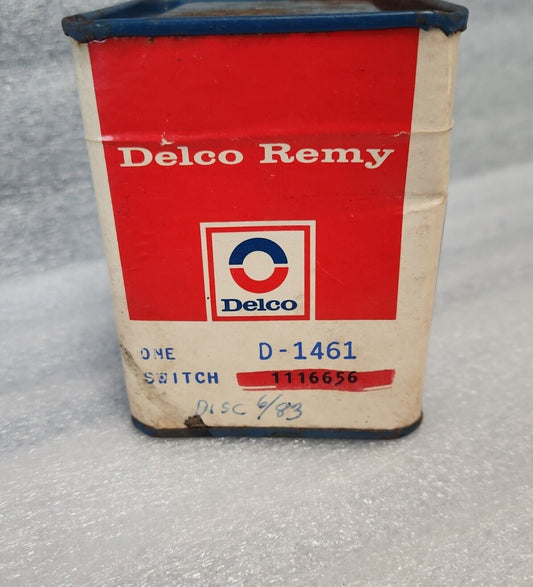 Delco Remy
Delco
ONE D-1461
SWITCH 1116656
DISC 6/83